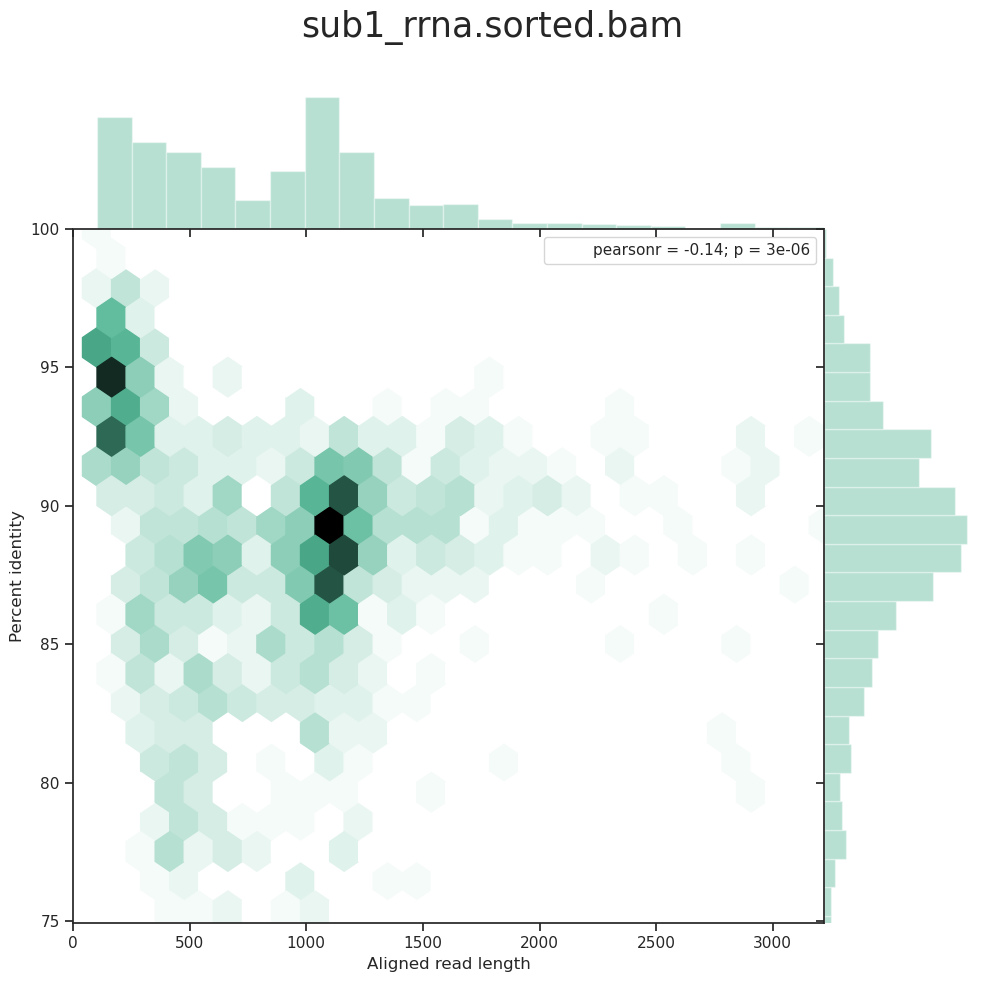 sub1_rrna.sorted.bam
pearsonr = -0.14; p = 3e-06
100
95
90
85
80
75
Percent identity
0 500 1000 1500 2000 2500 3000
Aligned read length